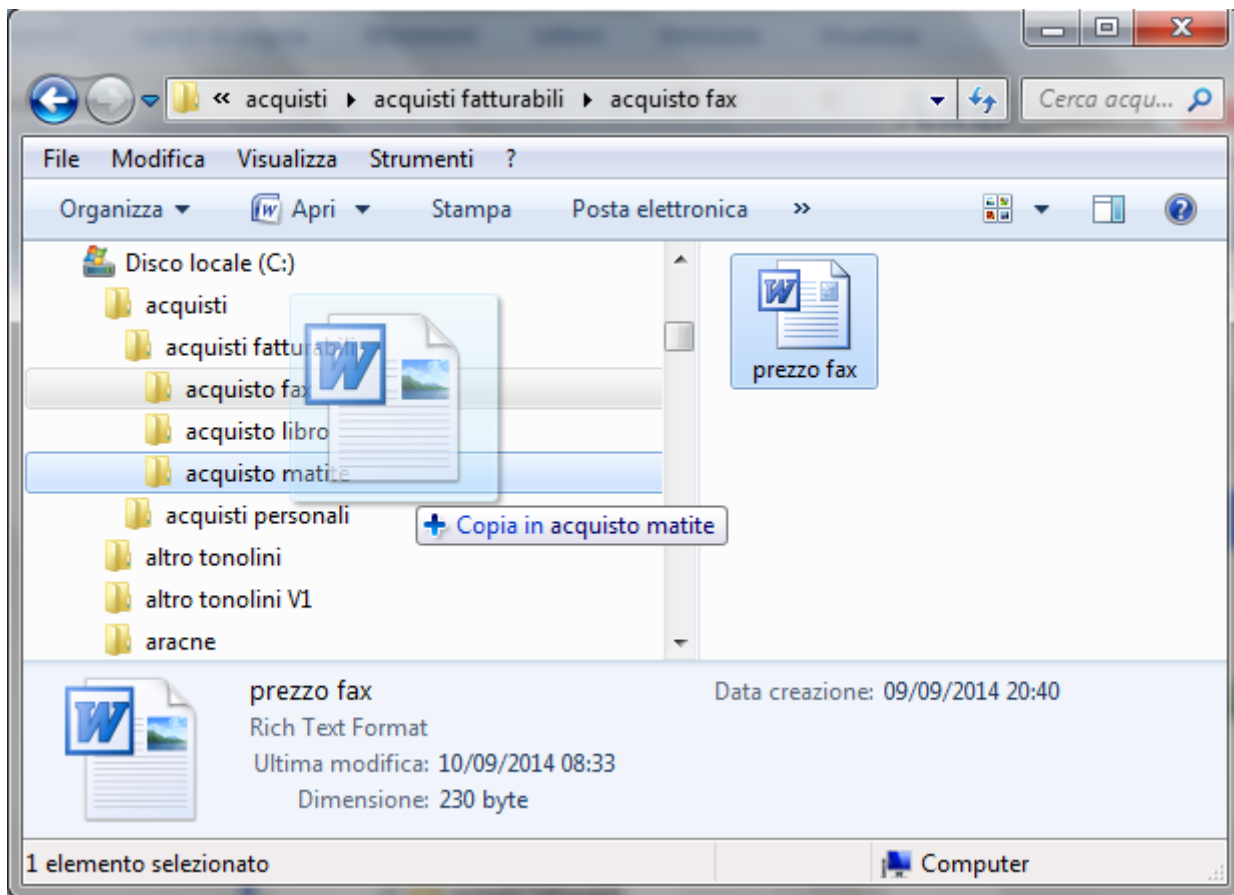 « acquisti ▸ acquisti fatturabili ▸ acquisto fax
Cerca acqu...
File Modifica Visualizza Strumenti ?
Organizza Apri Stampa Posta elettronica »
Disco locale (C:)
acquisti
acquisti fatturabili
acquisto fax
acquisto libro
acquisto matite
acquisti personali
altro tonolini
altro tonolini V1
aracne
prezzo fax
Copia in acquisto matite
prezzo fax
Rich Text Format
Ultima modifica: 10/09/2014 08:33
Dimensione: 230 byte
Data creazione: 09/09/2014 20:40
1 elemento selezionato
Computer